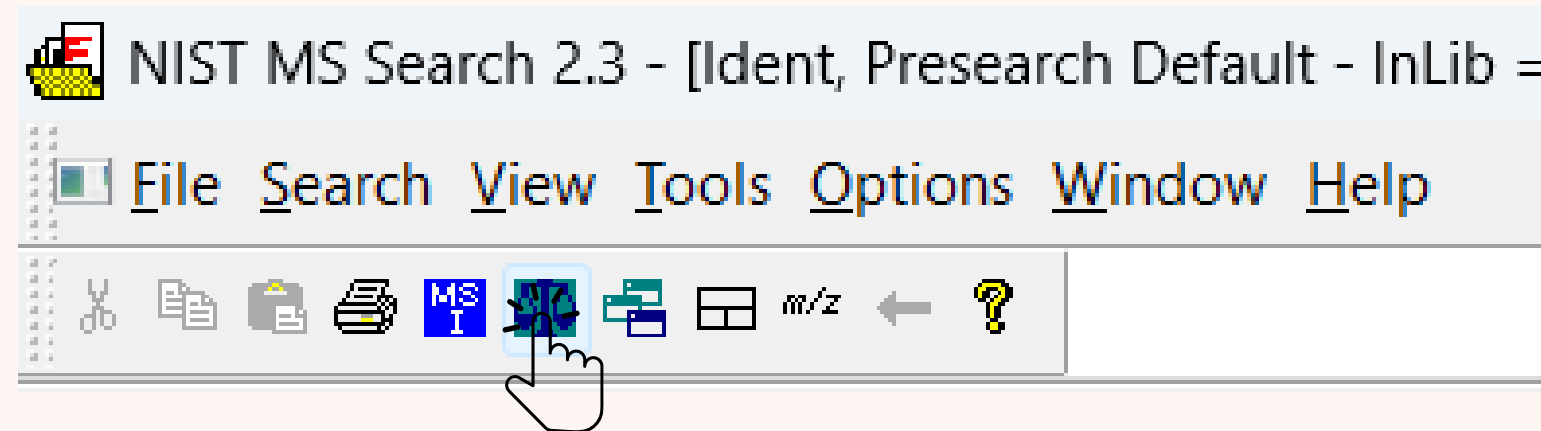 NIST MS Search 2.3 - [Ident, Presearch Default - InLib =
File Search View Tools Options Window Help
MS I m/z ?